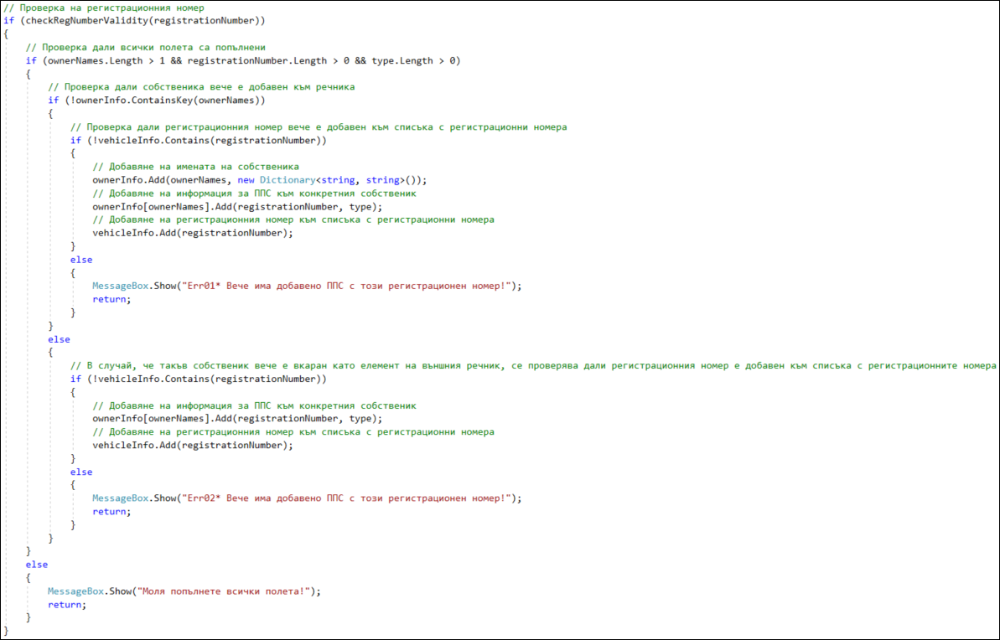 // Проверка на регистрационния номер
if (checkRegNumberValidity(registrationNumber))
{
    // Проверка дали всички полета са попълнени
    if (ownerNames.Length > 1 && registrationNumber.Length > 0 && type.Length > 0)
    {
        // Проверка дали собственика вече е добавен към речника
        if (!ownerInfo.ContainsKey(ownerNames))
        {
            // Проверка дали регистрационния номер вече е добавен към списъка с регистрационни номера
            if (!vehicleInfo.Contains(registrationNumber))
            {
                // Добавяне на имената на собственика
                ownerInfo.Add(ownerNames, new Dictionary<string, string>());
                // Добавяне на информация за ППС към конкретния собственик
                ownerInfo[ownerNames].Add(registrationNumber, type);
                // Добавяне на регистрационния номер към списъка с регистрационни номера
                vehicleInfo.Add(registrationNumber);
            }
            else
            {
                MessageBox.Show("Err01* Вече има добавено ППС с този регистрационен номер!");
                return;
            }
        }
        else
        {
            // В случай, че такъв собственик вече е вкаран като елемент на външния речник, се проверява дали регистрационния номер е добавен към списъка с регистрационните номера
            if (!vehicleInfo.Contains(registrationNumber))
            {
                // Добавяне на информация за ППС към конкретния собственик
                ownerInfo[ownerNames].Add(registrationNumber, type);
                // Добавяне на регистрационния номер към списъка с регистрационни номера
                vehicleInfo.Add(registrationNumber);
            }
            else
            {
                MessageBox.Show("Err02* Вече има добавено ППС с този регистрационен номер!");
                return;
            }
        }
    }
    else
    {
        MessageBox.Show("Моля попълнете всички полета!");
        return;
    }
}